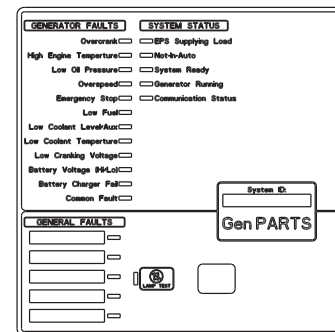 GENERATOR FAULTS
Overcrank
High Engine Temperture
Low Oil Pressure
Overspeed
Emergency Stop
Low Fuel
Low Coolant Level/Aux
Low Coolant Temperture
Low Cranking Voltage
Battery Voltage (Hi/Lo)
Battery Charger Fail
Common Fault
SYSTEM STATUS
EPS Supplying Load
Not-In-Auto
System Ready
Generator Running
Communication Status
System ID:
Gen PARTS
GENERAL FAULTS
LAMP TEST